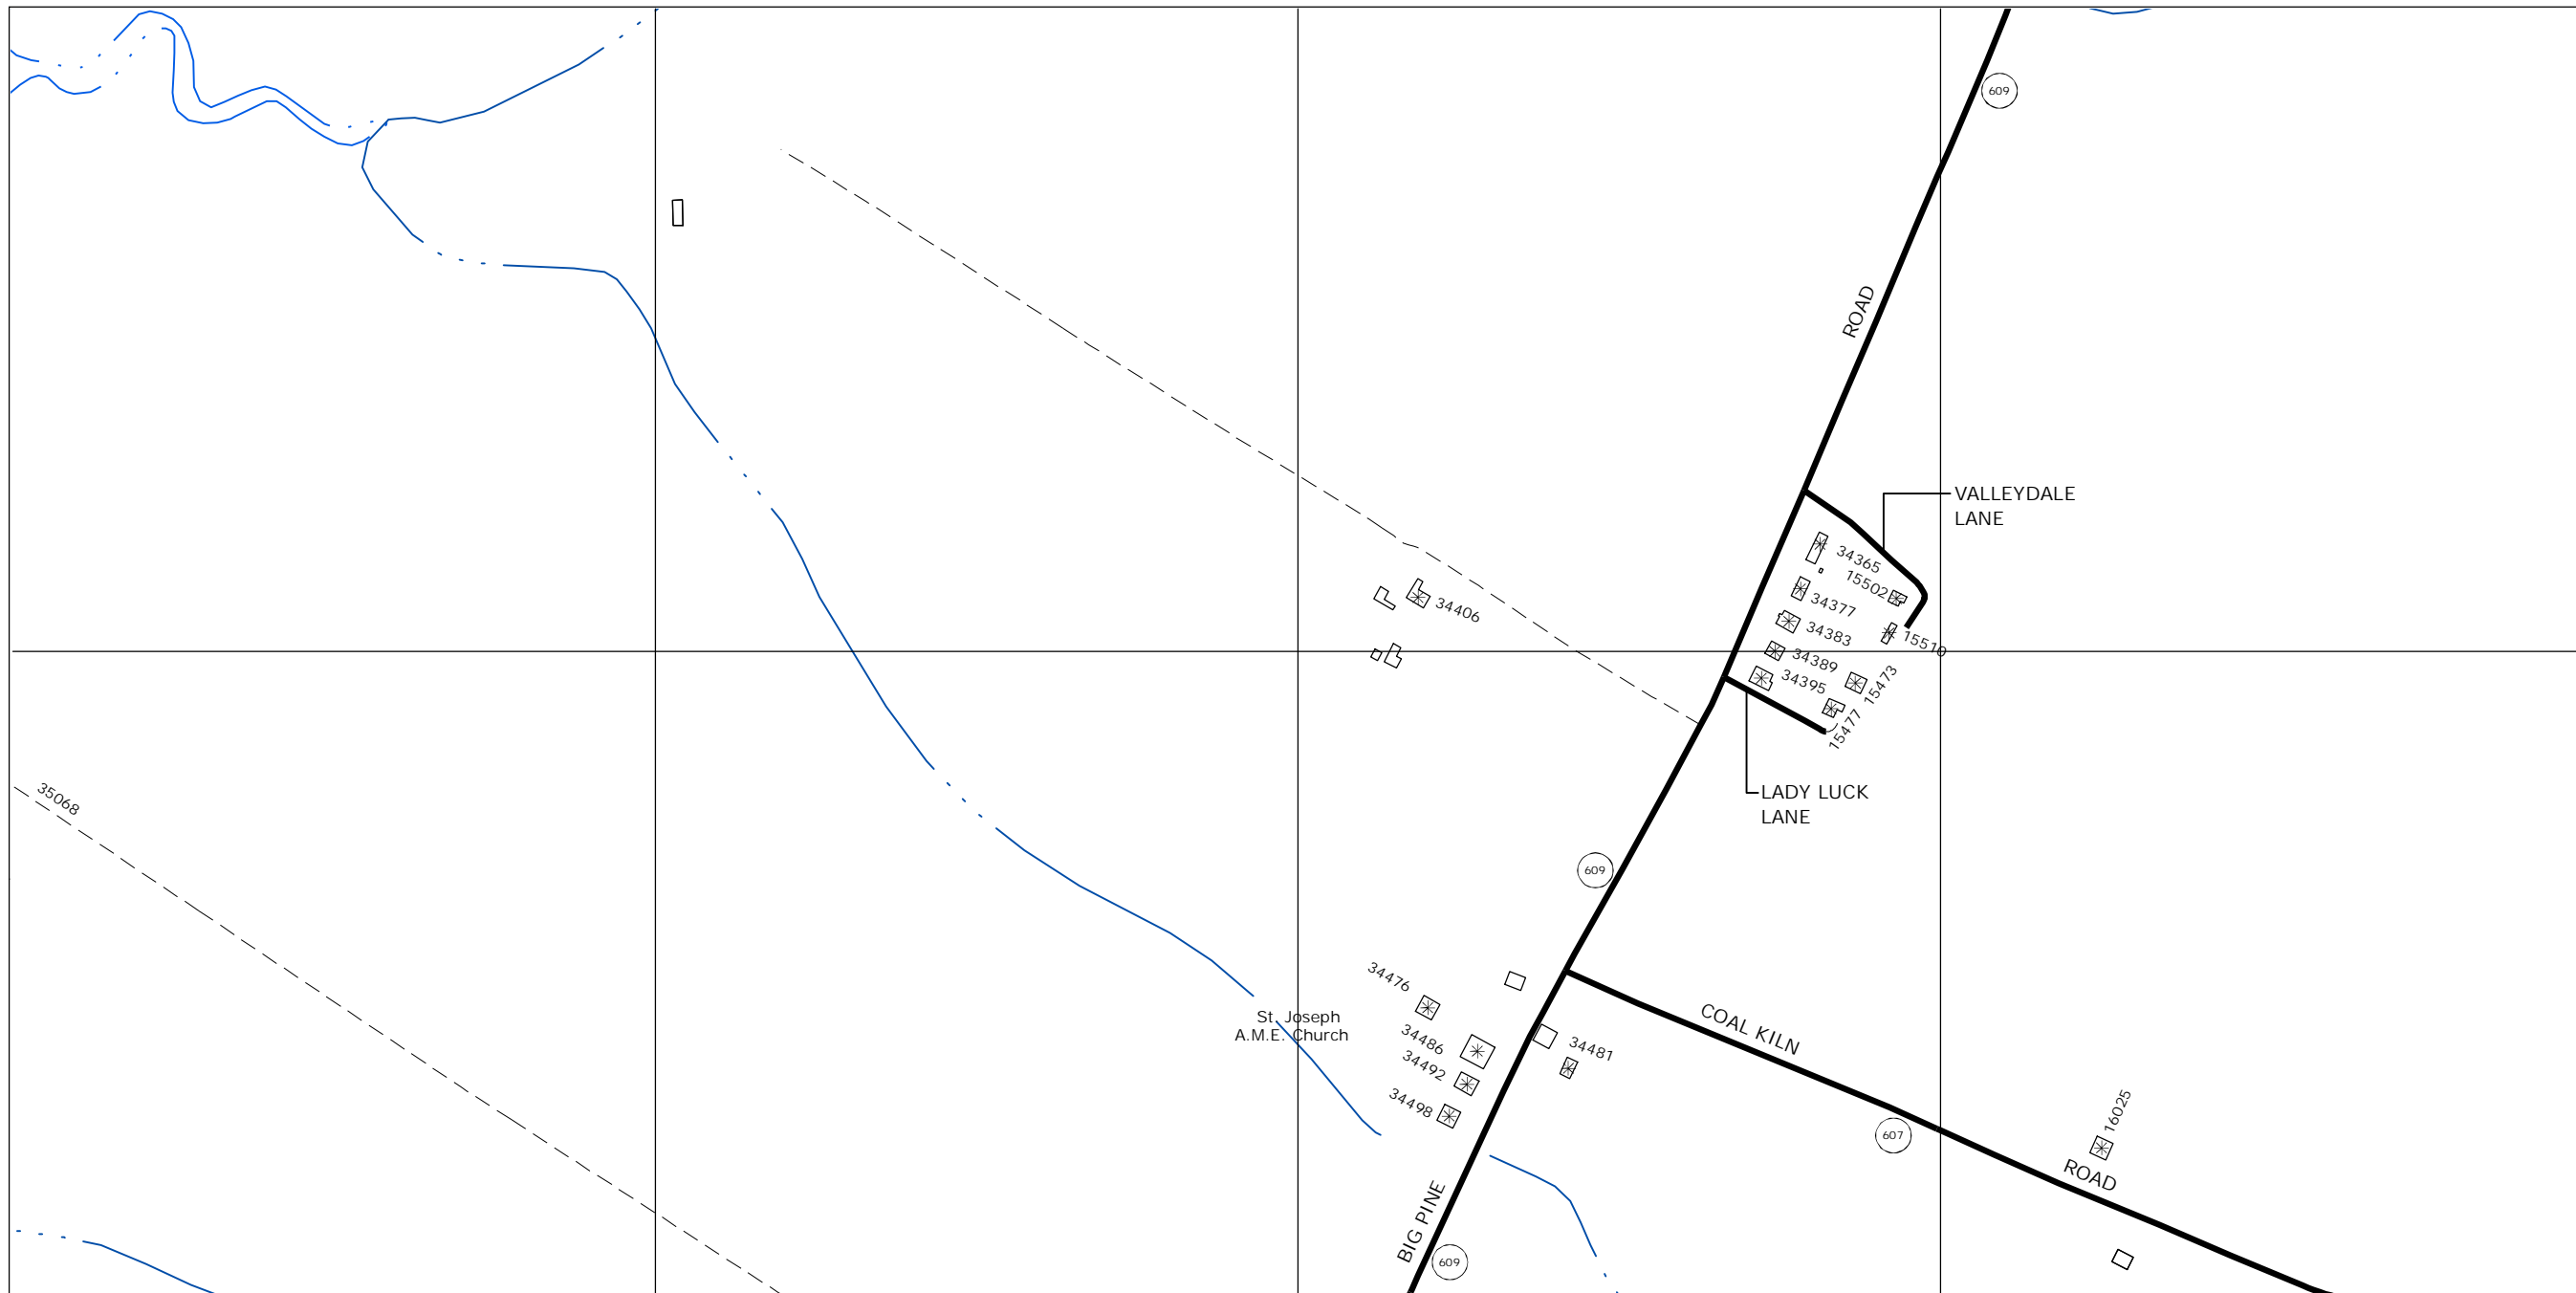 609
ROAD
VALLEYDALE
LANE
34365
15502
34377
34406
34383
15510
34389
34395
15473
15477
35068
LADY LUCK
LANE
609
34476
St. Joseph
A.M.E. Church
COAL KILN
34486
34481
34492
34498
16025
607
ROAD
BIG PINE
609